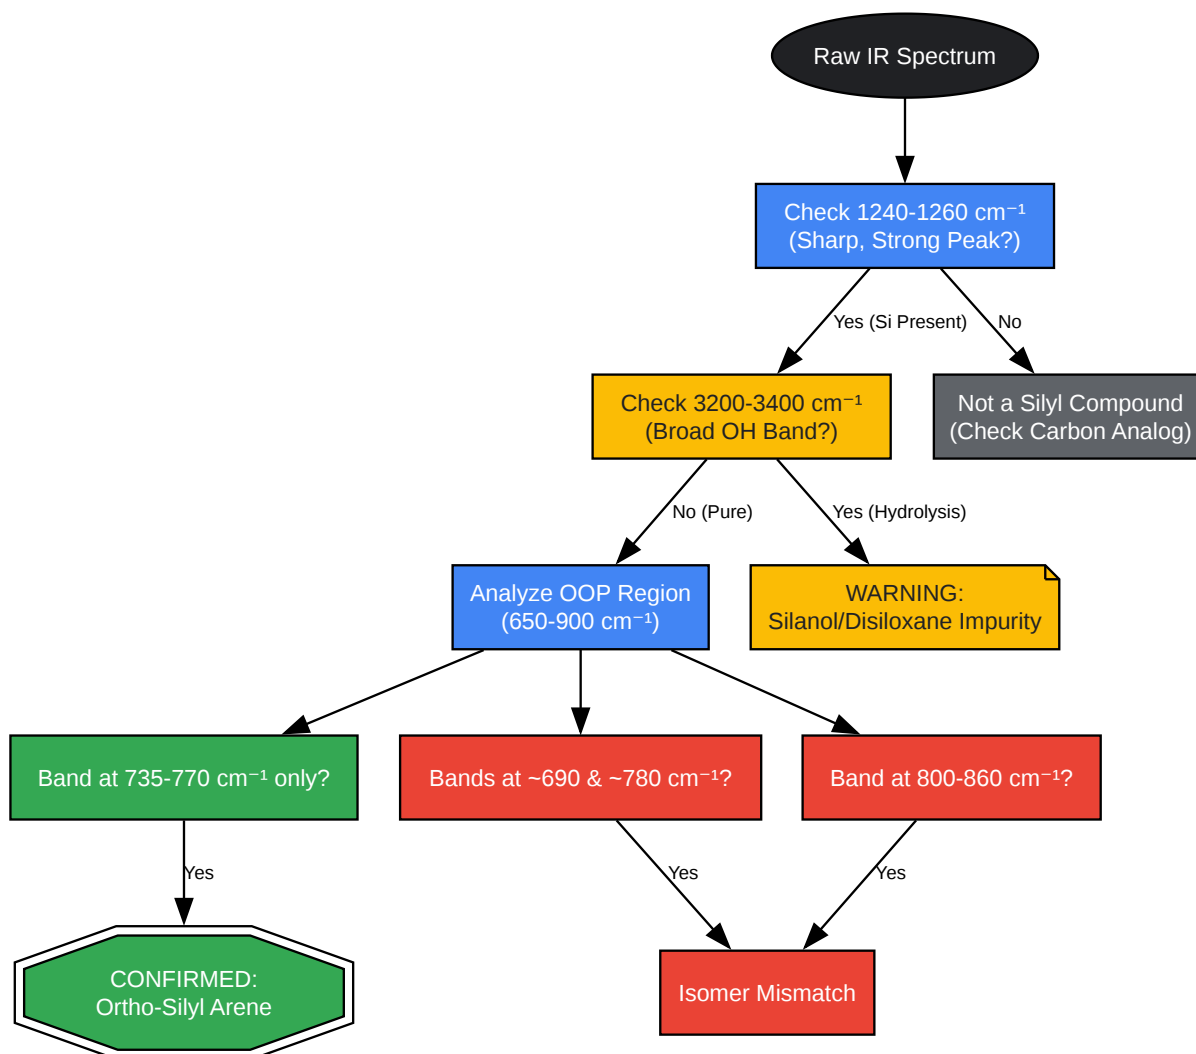 Raw IR Spectrum
Check 1240-1260 cm⁻¹
(Sharp, Strong Peak?)
Yes (Si Present)
No
Check 3200-3400 cm⁻¹
(Broad OH Band?)
Not a Silyl Compound
(Check Carbon Analog)
No (Pure)
Yes (Hydrolysis)
Analyze OOP Region
(650-900 cm⁻¹)
WARNING:
Silanol/Disiloxane Impurity
Band at 735-770 cm⁻¹ only?
Bands at ~690 & ~780 cm⁻¹?
Band at 800-860 cm⁻¹?
Yes
Yes
Yes
CONFIRMED:
Ortho-Silyl Arene
Isomer Mismatch